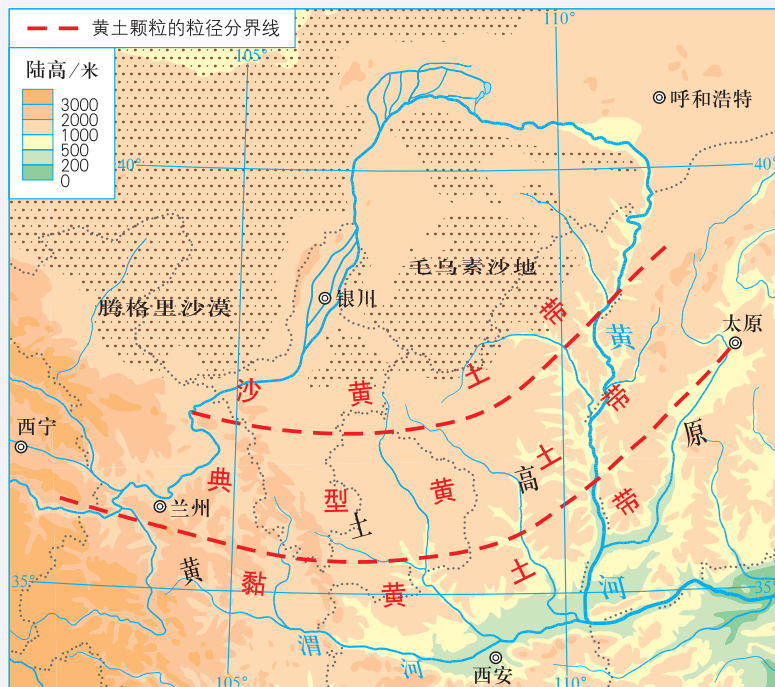 黄土颗粒的粒径分界线
110°
105°
陆高/米
3000
2000
1000
500
200
0
呼和浩特
40°
40°
毛乌素沙地
腾格里沙漠
银川
太原
黄
河
沙黄土带
西宁
典型黄土带
兰州
黄土高原
黏黄土带
35°
35°
渭河
西安
105°
110°